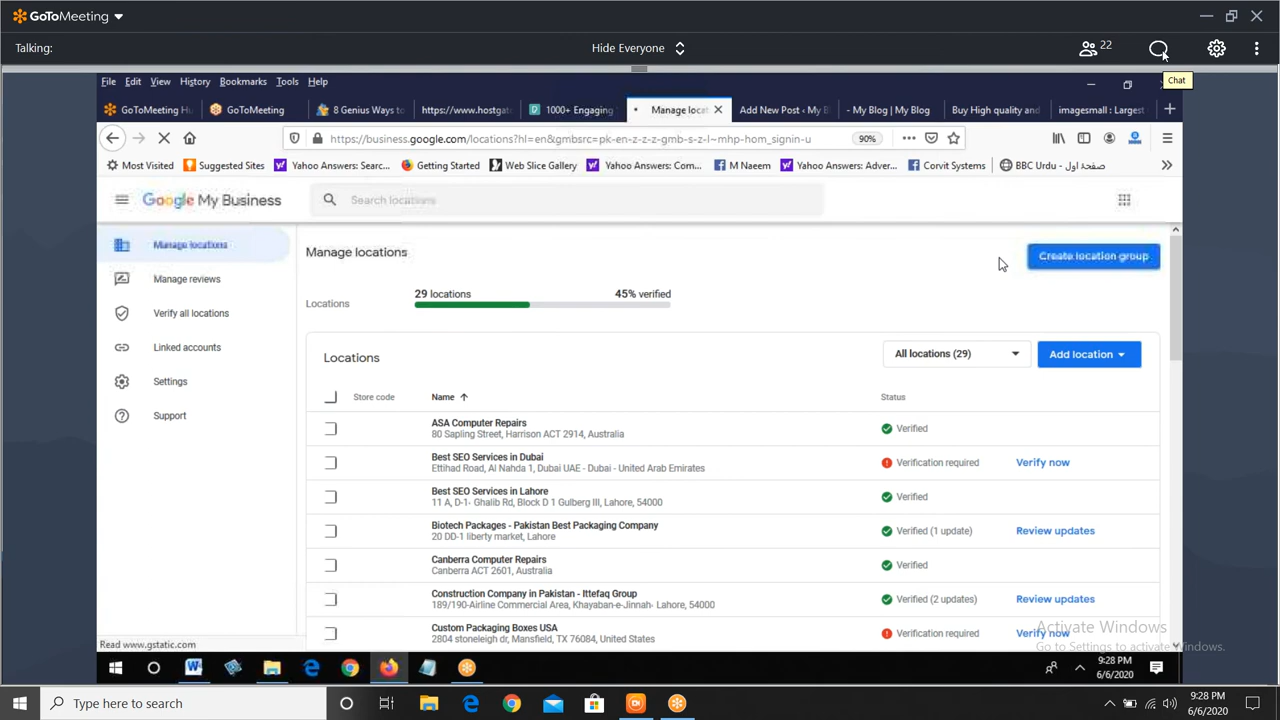 GoToMeeting
Talking:
Hide Everyone
22
Chat
File Edit View History Bookmarks Tools Help
GoToMeeting H
GoToMeeting
8 Genius Ways to
https://www.hostg
1000+ Engaging
Manage locat
Add New Post ‹ My B
- My Blog | My Blog
Buy High quality and
imagesmall : Largest
https://business.google.com/locations?hl=en&gmbsrc=pk-en-z-z-z-gmb-s-z-l~mhp-hom_signin-u
90%
Most Visited
Suggested Sites
Yahoo Answers: Searc...
Getting Started
Web Slice Gallery
Yahoo Answers: Com...
M Naeem
Yahoo Answers: Adver...
Corvit Systems
BBC Urdu - صفحۂ اول
Google My Business
Search locations
Manage locations
Manage reviews
Verify all locations
Linked accounts
Settings
Support
Manage locations
Create location group
Locations
29 locations
45% verified
Locations
All locations (29)
Add location
Store code
Name
Status
ASA Computer Repairs
80 Sapling Street, Harrison ACT 2914, Australia
Verified
Best SEO Services in Dubai
Ettihad Road, Al Nahda 1, Dubai UAE - Dubai - United Arab Emirates
Verification required
Verify now
Best SEO Services in Lahore
11 A, D-1- Ghalib Rd, Block D 1 Gulberg III, Lahore, 54000
Verified
Biotech Packages - Pakistan Best Packaging Company
20 DD-1 liberty market, Lahore
Verified (1 update)
Review updates
Canberra Computer Repairs
Canberra ACT 2601, Australia
Verified
Construction Company in Pakistan - Ittefaq Group
189/190-Airline Commercial Area, Khayaban-e-Jinnah- Lahore, 54000
Verified (2 updates)
Review updates
Custom Packaging Boxes USA
2804 stoneleigh dr, Mansfield, TX 76084, United States
Verification required
Verify now
Activate Windows
Go to Settings to activate Windows.
Read www.gstatic.com
9:28 PM
6/6/2020
Type here to search
9:28 PM
6/6/2020